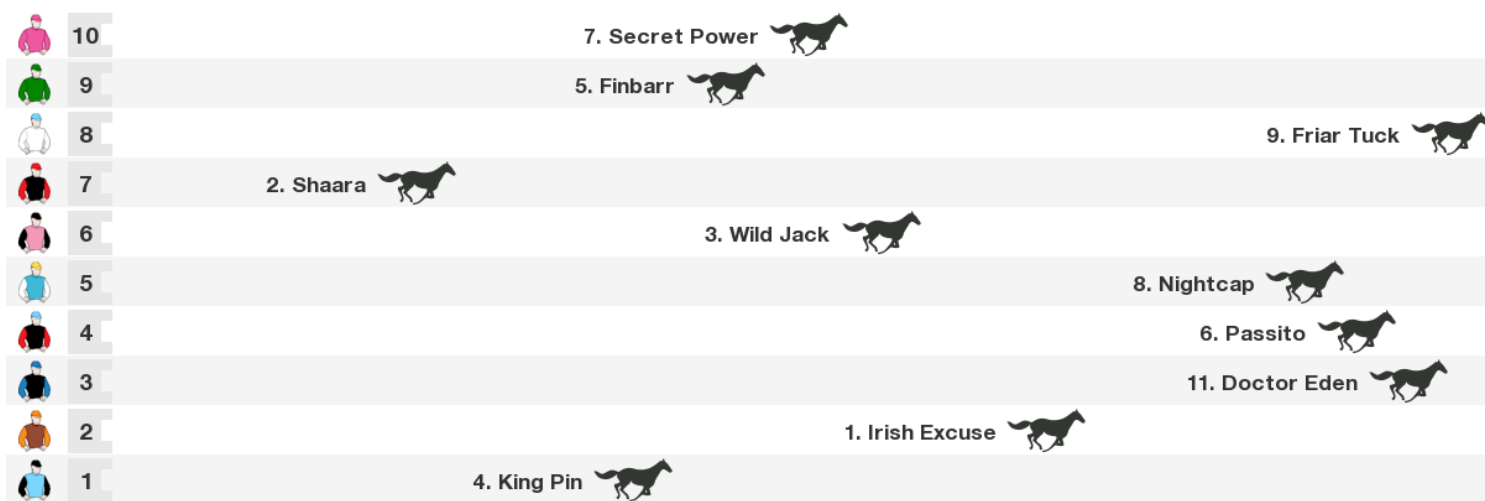 10 7. Secret Power
9 5. Finbarr
8 9. Friar Tuck
7 2. Shaara
6 3. Wild Jack
5 8. Nightcap
4 6. Passito
3 11. Doctor Eden
2 1. Irish Excuse
1 4. King Pin